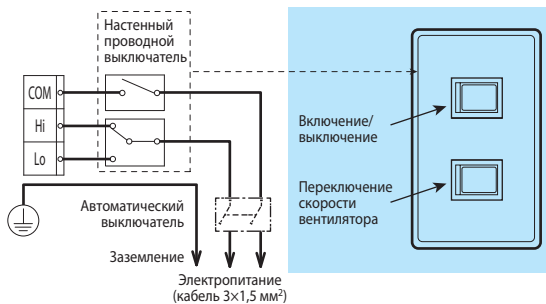 Настенный
проводной
выключатель
COM
Hi
Lo
Автоматический
выключатель
Заземление
Электропитание
(кабель 3×1,5 мм²)
Включение/
выключение
Переключение
скорости
вентилятора